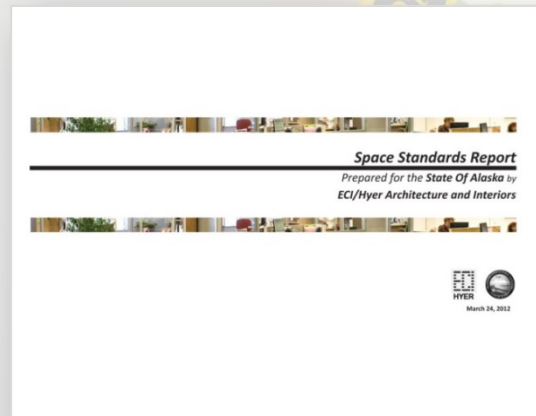 Space Standards Report
Prepared for the State Of Alaska by
ECI/Hyer Architecture and Interiors
ECI
HYER
March 24, 2012